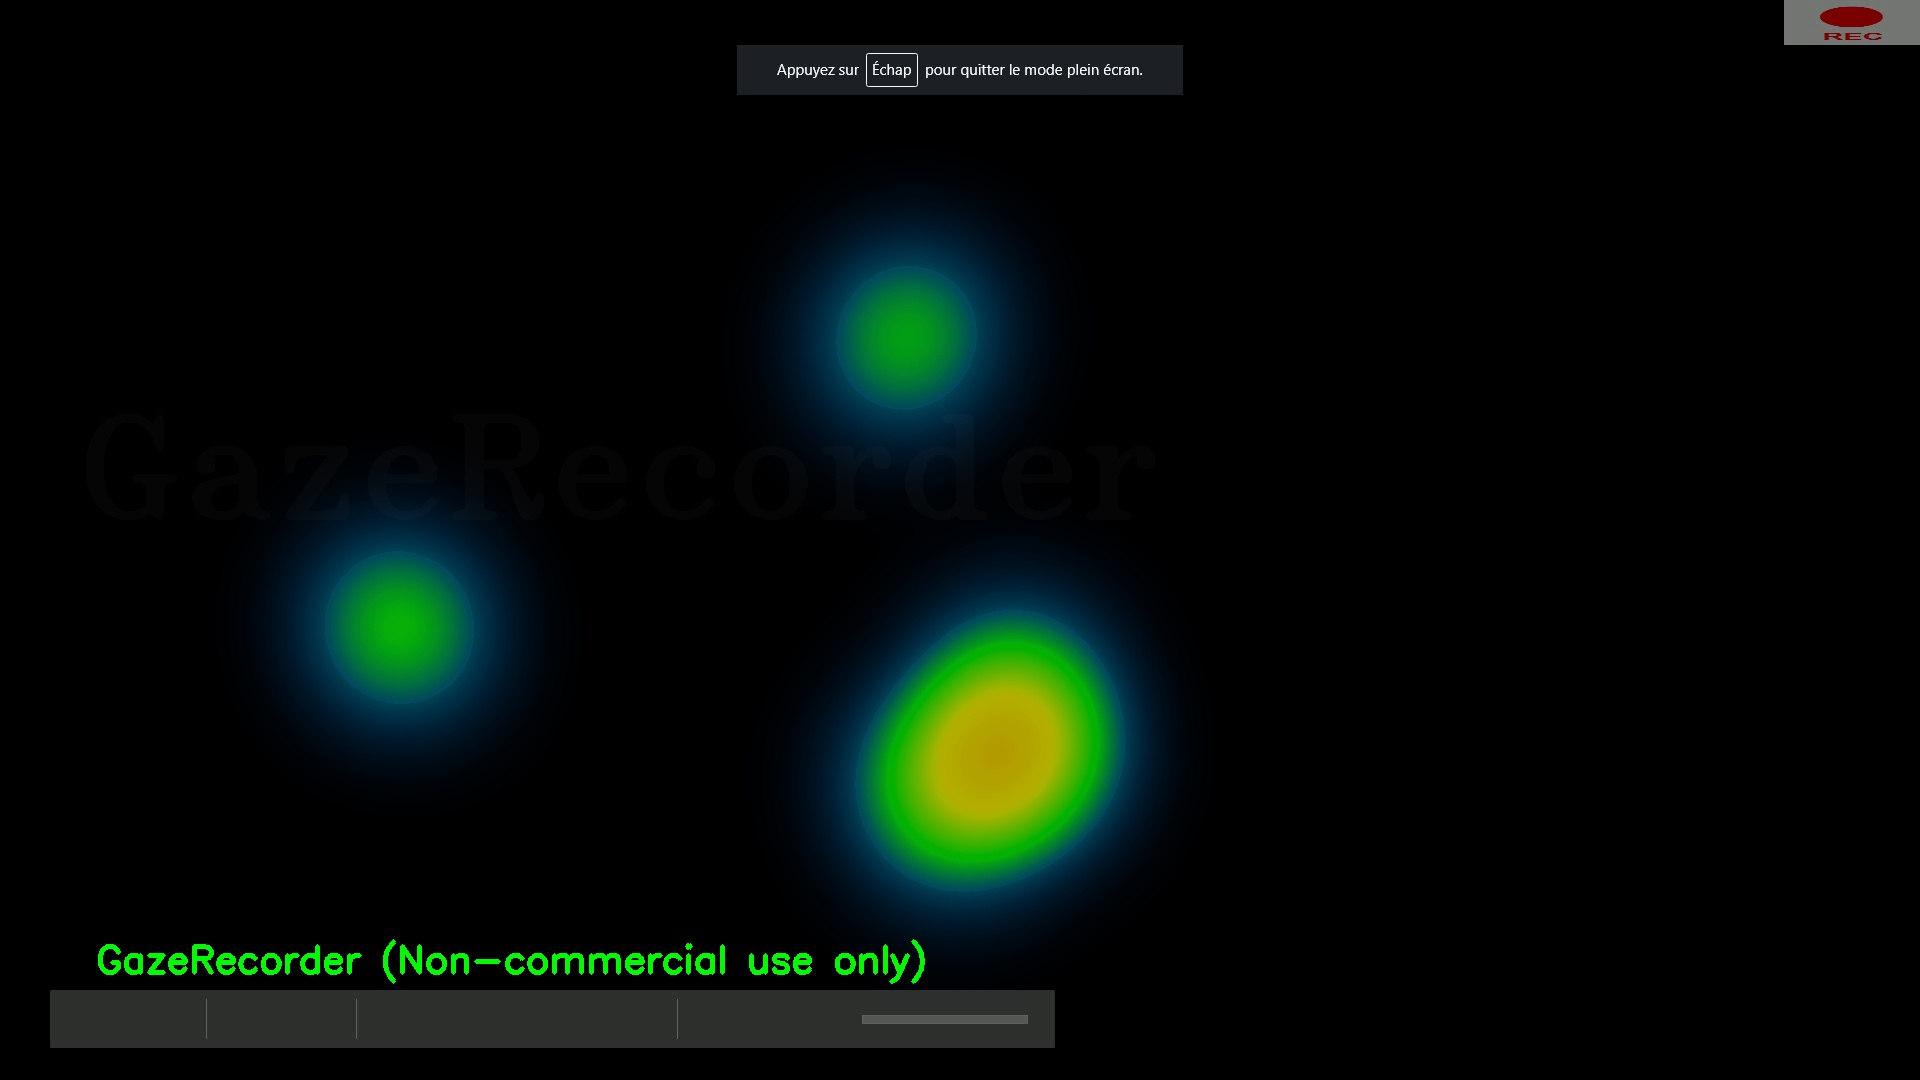 REC
Appuyez sur Échap pour quitter le mode plein écran.
GazeRecorder
GazeRecorder (Non-commercial use only)